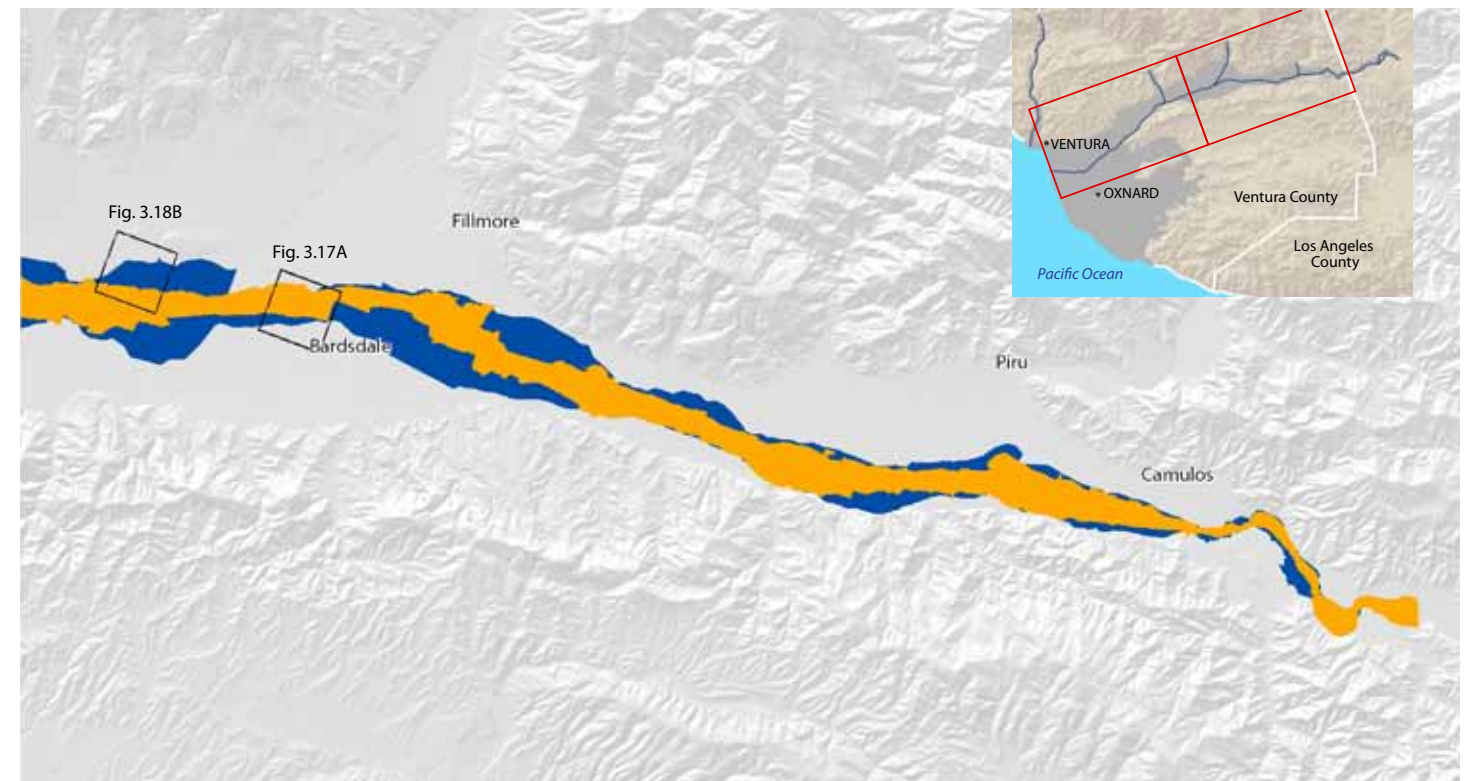 Fig. 3.18B
Fig. 3.17A
Fillmore
Bardsdale
Piru
Camulos
VENTURA
OXNARD
Ventura County
Los Angeles
County
Pacific Ocean